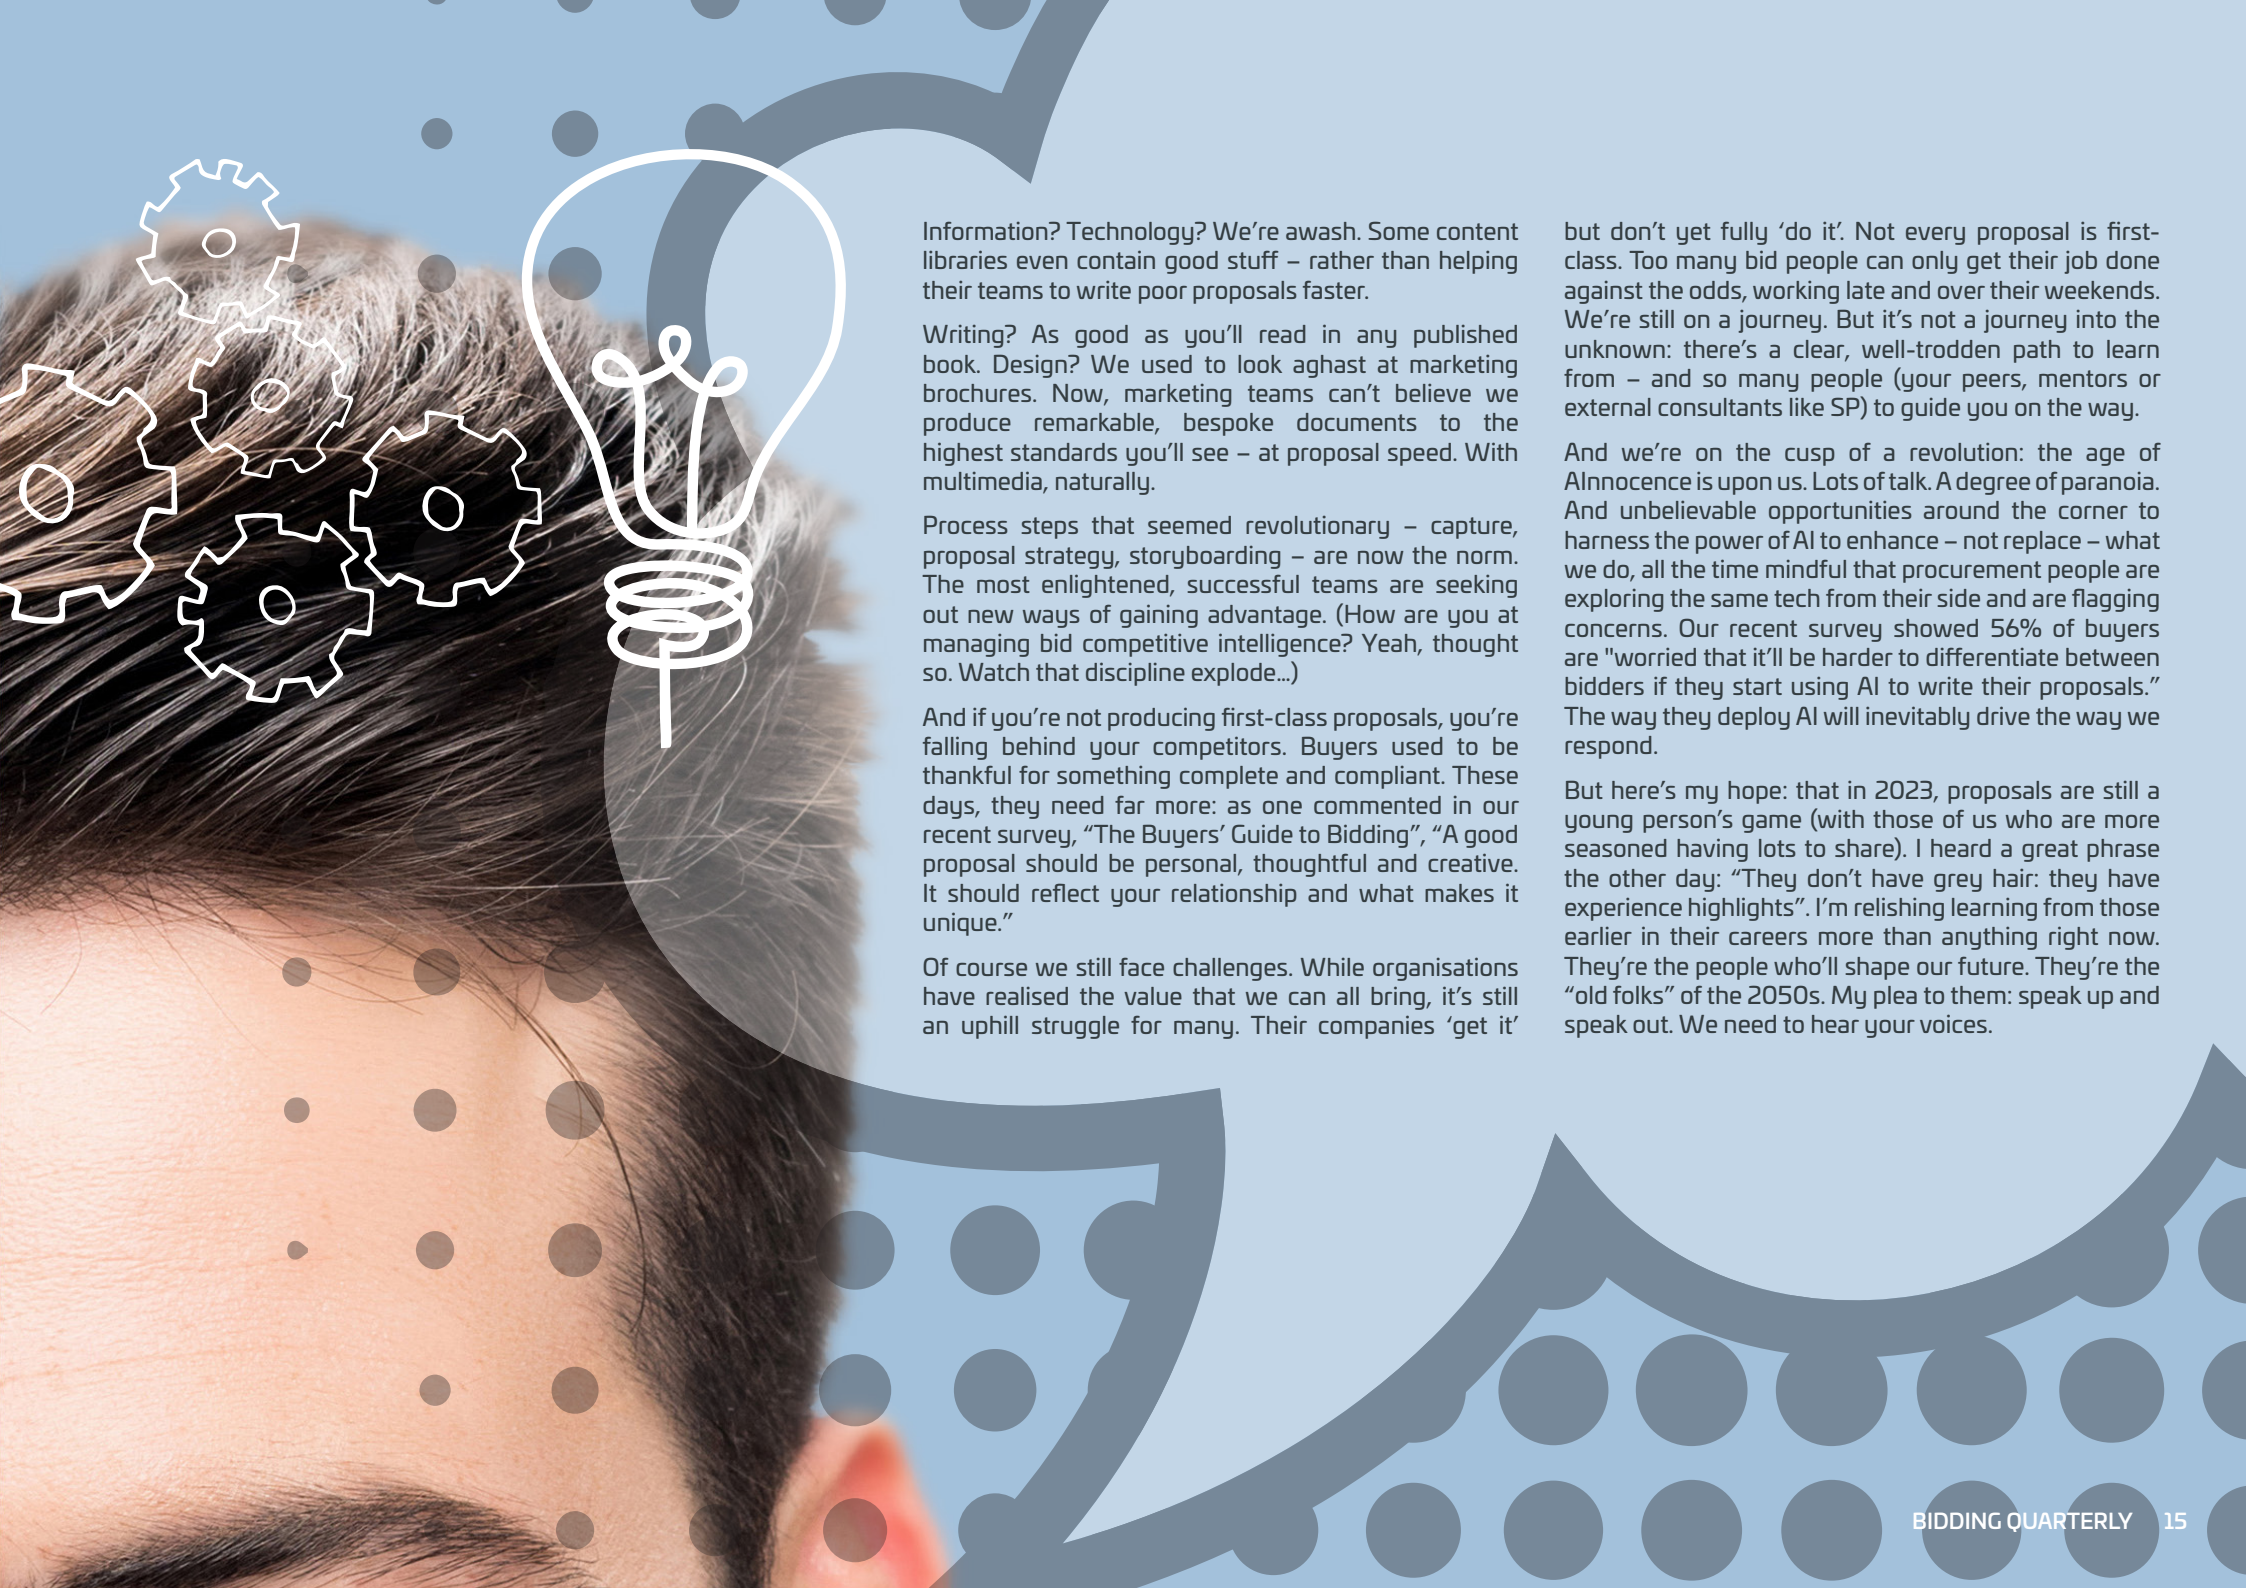 Information? Technology? We’re awash. Some content
libraries even contain good stuff – rather than helping
their teams to write poor proposals faster.
Writing? As good as you’ll read in any published
book. Design? We used to look aghast at marketing
brochures. Now, marketing teams can’t believe we
produce remarkable, bespoke documents to the
highest standards you’ll see – at proposal speed. With
multimedia, naturally.
Process steps that seemed revolutionary – capture,
proposal strategy, storyboarding – are now the norm.
The most enlightened, successful teams are seeking
out new ways of gaining advantage. (How are you at
managing bid competitive intelligence? Yeah, thought
so. Watch that discipline explode…)
And if you’re not producing first-class proposals, you’re
falling behind your competitors. Buyers used to be
thankful for something complete and compliant. These
days, they need far more: as one commented in our
recent survey, “The Buyers’ Guide to Bidding”, “A good
proposal should be personal, thoughtful and creative.
It should reflect your relationship and what makes it
unique.”
Of course we still face challenges. While organisations
have realised the value that we can all bring, it’s still
an uphill struggle for many. Their companies ‘get it’
but don’t yet fully ‘do it’. Not every proposal is first-
class. Too many bid people can only get their job done
against the odds, working late and over their weekends.
We’re still on a journey. But it’s not a journey into the
unknown: there’s a clear, well-trodden path to learn
from – and so many people (your peers, mentors or
external consultants like SP) to guide you on the way.
And we’re on the cusp of a revolution: the age of
AInnocence is upon us. Lots of talk. A degree of paranoia.
And unbelievable opportunities around the corner to
harness the power of AI to enhance – not replace – what
we do, all the time mindful that procurement people are
exploring the same tech from their side and are flagging
concerns. Our recent survey showed 56% of buyers
are "worried that it’ll be harder to differentiate between
bidders if they start using AI to write their proposals.”
The way they deploy AI will inevitably drive the way we
respond.
But here’s my hope: that in 2023, proposals are still a
young person’s game (with those of us who are more
seasoned having lots to share). I heard a great phrase
the other day: “They don’t have grey hair: they have
experience highlights”. I’m relishing learning from those
earlier in their careers more than anything right now.
They’re the people who’ll shape our future. They’re the
“old folks” of the 2050s. My plea to them: speak up and
speak out. We need to hear your voices.
BIDDING QUARTERLY 15